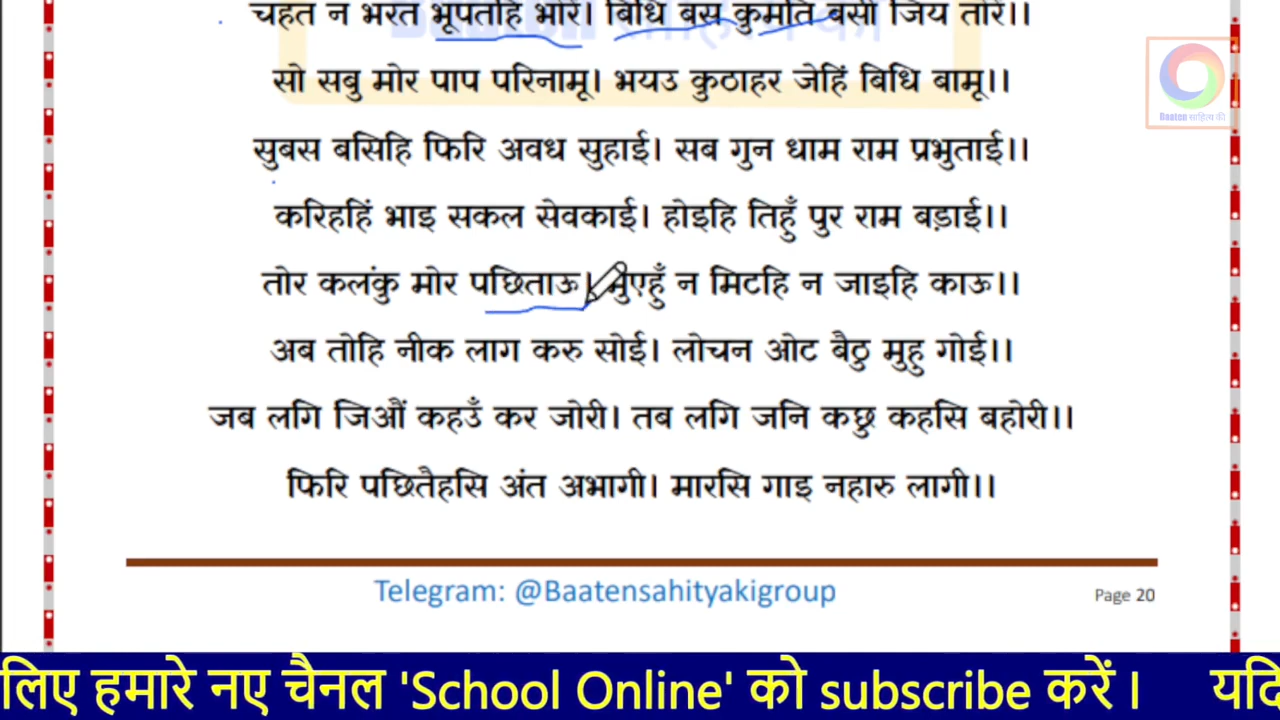 चहत न भरत भूपतहि भोरें। बिधि बस कुमति बसी जिय तोरें।।
सो सबु मोर पाप परिनामू। भयउ कुठाहर जेहिं बिधि बामू।।
Baaten साहित्य की
सुबस बसिहि फिरि अवध सुहाई। सब गुन धाम राम प्रभुताई।।
करिहहिं भाइ सकल सेवकाई। होइहि तिहुँ पुर राम बड़ाई।।
तोर कलंकु मोर पछिताऊ। मुएहुँ न मिटहि न जाइहि काऊ।।
अब तोहि नीक लाग करु सोई। लोचन ओट बैठु मुहु गोई।।
जब लगि जिऔं कहउँ कर जोरी। तब लगि जनि कछु कहसि बहोरी।।
फिरि पछितैहसि अंत अभागी। मारसि गाइ नहारु लागी।।
Telegram: @Baatensahityakigroup
Page 20
लिए हमारे नए चैनल 'School Online' को subscribe करें । यदि